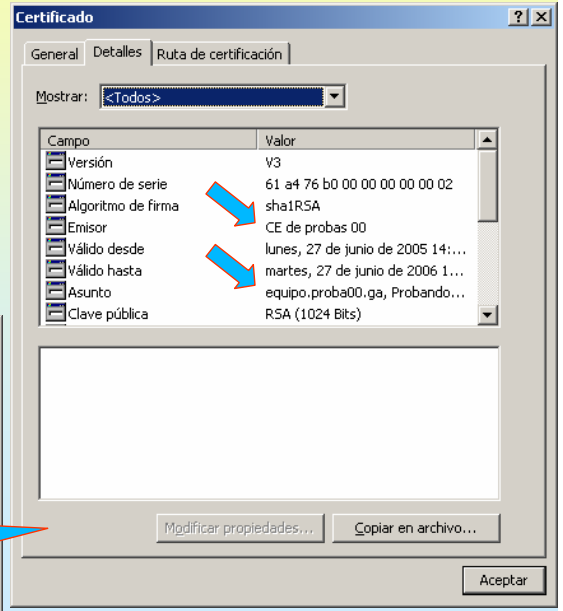 Certificado
General Detalles Ruta de certificación
Mostrar: <Todos>
Campo Valor
Versión V3
Número de serie 61 a4 76 b0 00 00 00 00 00 02
Algoritmo de firma sha1RSA
Emisor CE de probas 00
Válido desde lunes, 27 de junio de 2005 14:...
Válido hasta martes, 27 de junio de 2006 1...
Asunto equipo.proba00.ga, Probando...
Clave pública RSA (1024 Bits)
Modificar propiedades... Copiar en archivo...
Aceptar